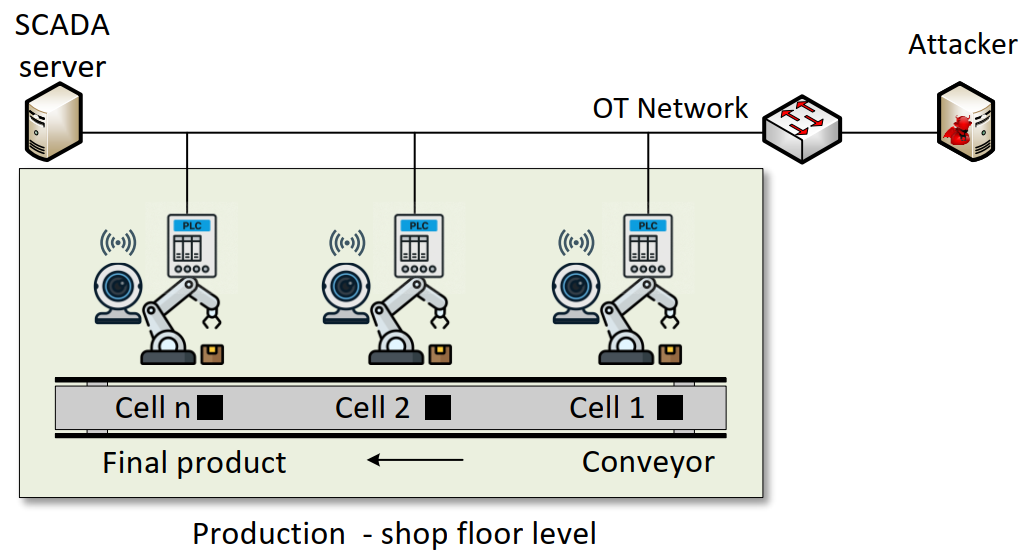 SCADA
server
Attacker
OT Network
PLC
PLC
PLC
Cell n
Cell 2
Cell 1
Final product
Conveyor
Production - shop floor level